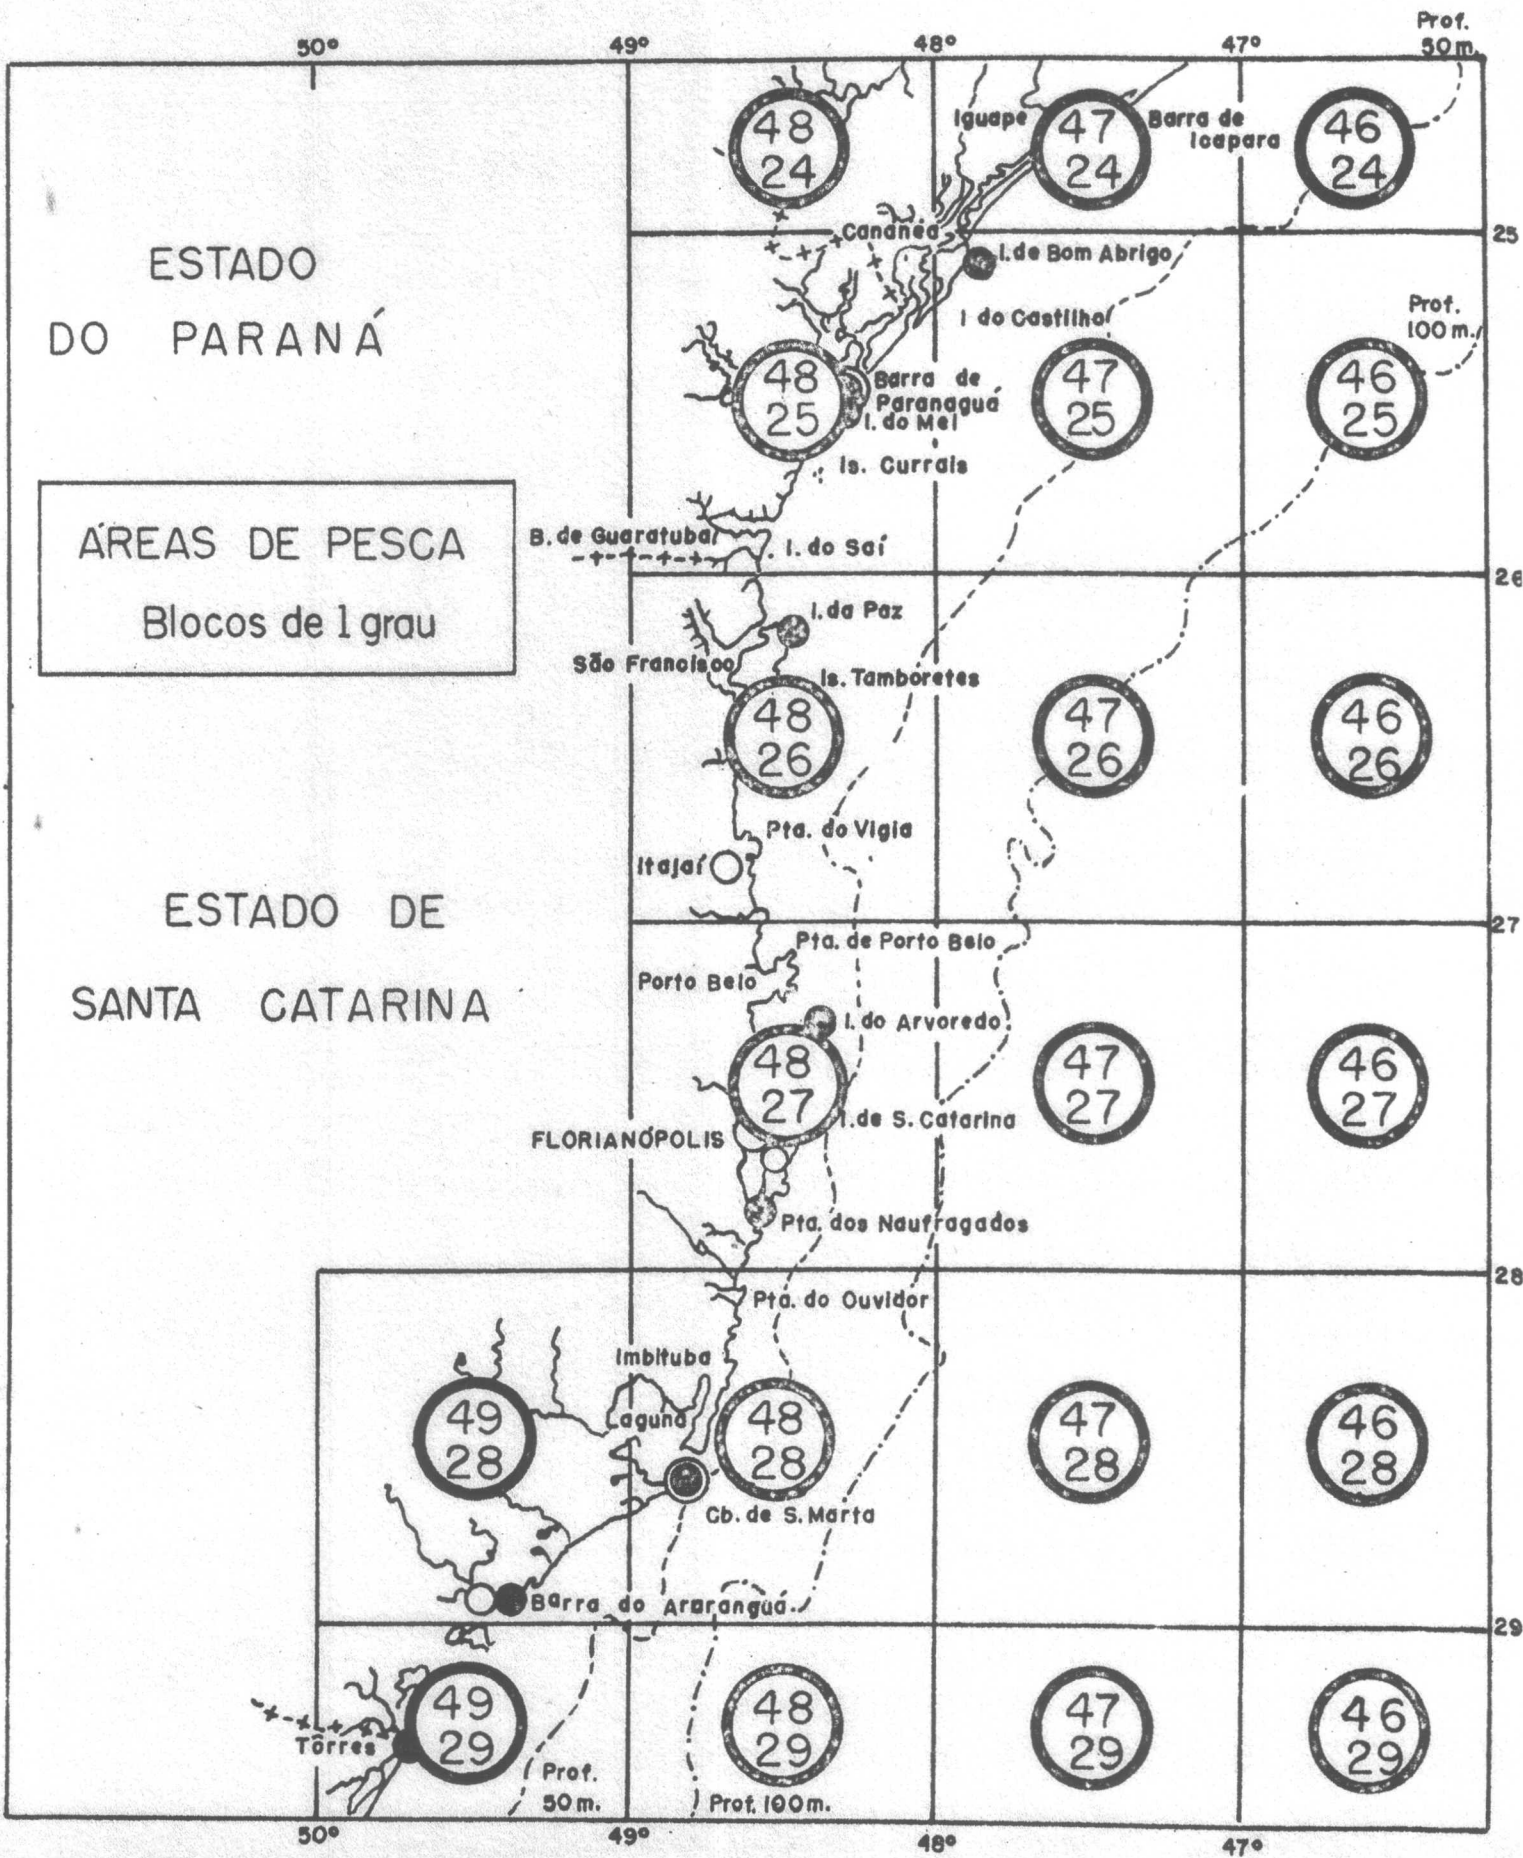 Prof.
50m.
50°
49°
48°
47°
48
24
Iguape
47
24
Barra de
Icapara
46
24
25
Cananéa
I. de Bom Abrigo
ESTADO
DO PARANÁ
I do Castilho
Prof.
100 m.
48
25
Barra de
Paranaguá
I. do Mel
47
25
46
25
Is. Currais
ÁREAS DE PESCA
Blocos de 1 grau
B. de Guaratuba
I. do Saí
26
I. da Paz
São Francisco
Is. Tamboretes
48
26
47
26
46
26
Pta. do Vigia
Itajaí
ESTADO DE
SANTA CATARINA
27
Pta. de Porto Belo
Porto Belo
I. do Arvoredo
48
27
47
27
46
27
I. de S. Catarina
FLORIANÓPOLIS
Pta. dos Naufragados
28
Pta. do Ouvidor
Imbituba
Laguna
49
28
48
28
47
28
46
28
Cb. de S. Marta
Barra do Araranguá
29
49
29
48
29
47
29
46
29
Tôrres
Prof.
50m.
Prof. 100m.
50°
49°
48°
47°